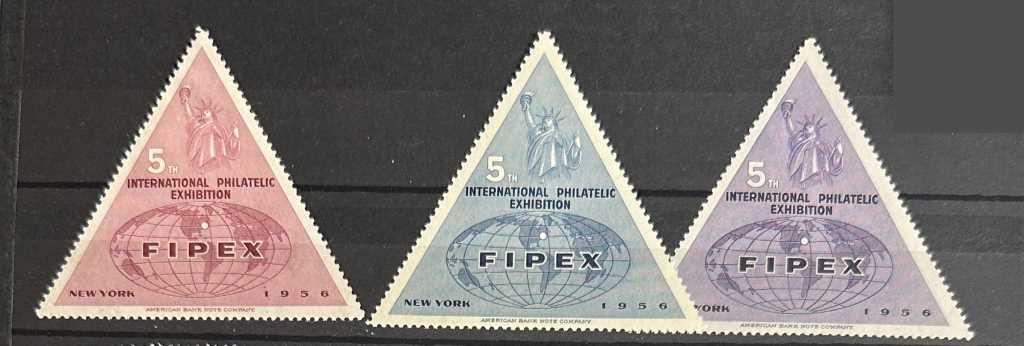 5TH
INTERNATIONAL PHILATELIC
EXHIBITION
FIPEX
NEW YORK 1956
AMERICAN BANK NOTE COMPANY
5TH
INTERNATIONAL PHILATELIC
EXHIBITION
FIPEX
NEW YORK 1956
AMERICAN BANK NOTE COMPANY
5TH
INTERNATIONAL PHILATELIC
EXHIBITION
FIPEX
YORK 1956
AMERICAN BANK NOTE COMPANY